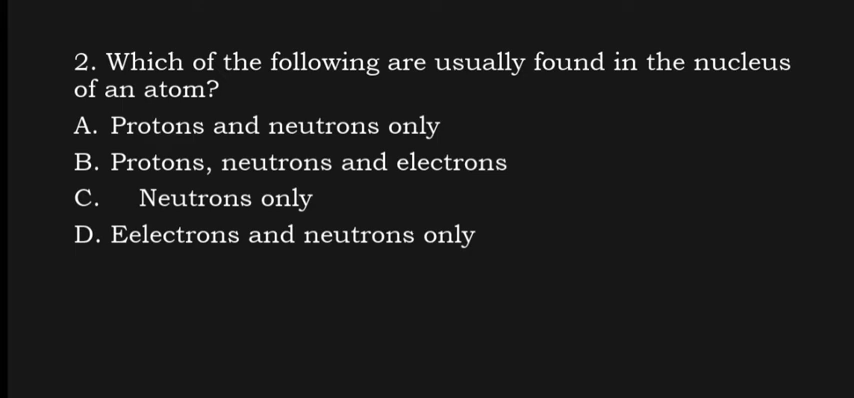 2. Which of the following are usually found in the nucleus
of an atom?
A. Protons and neutrons only
B. Protons, neutrons and electrons
C. Neutrons only
D. Eelectrons and neutrons only